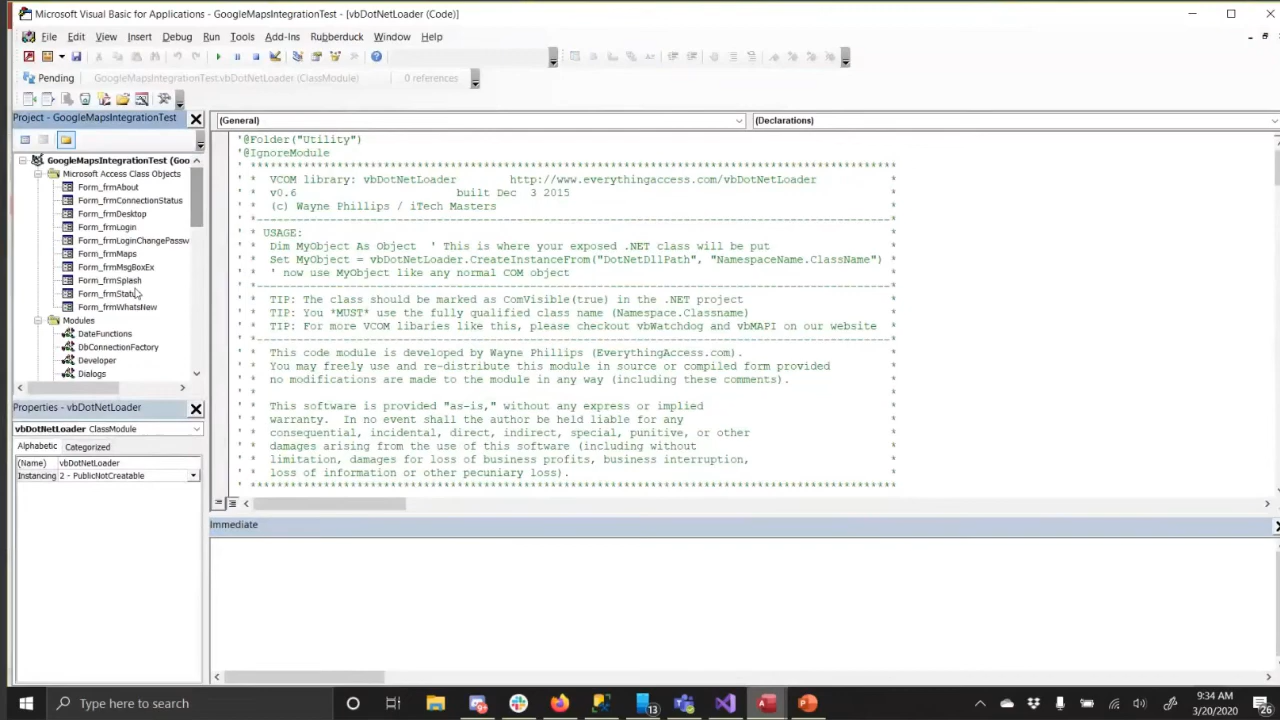 Microsoft Visual Basic for Applications - GoogleMapsIntegrationTest - [vbDotNetLoader (Code)]
File Edit View Insert Debug Run Tools Add-Ins Rubberduck Window Help
Pending GoogleMapsIntegrationTest.vbDotNetLoader (ClassModule) 0 references
Project - GoogleMapsIntegrationTest
GoogleMapsIntegrationTest (Goo
Microsoft Access Class Objects
Form_frmAbout
Form_frmConnectionStatus
Form_frmDesktop
Form_frmLogin
Form_frmLoginChangePassw
Form_frmMaps
Form_frmMsgBoxEx
Form_frmSplash
Form_frmStatu
Form_frmWhatsNew
Modules
DateFunctions
DbConnectionFactory
Developer
Dialogs
Properties - vbDotNetLoader
vbDotNetLoader ClassModule
Alphabetic Categorized
(Name) vbDotNetLoader
Instancing 2 - PublicNotCreatable
(General) (Declarations)
'@Folder("Utility")
'@IgnoreModule
' *********************************************************************************************
' * VCOM library: vbDotNetLoader http://www.everythingaccess.com/vbDotNetLoader *
' * v0.6 built Dec 3 2015 *
' * (c) Wayne Phillips / iTech Masters *
' *-------------------------------------------------------------------------------------------*
' * USAGE: *
' * Dim MyObject As Object ' This is where your exposed .NET class will be put *
' * Set MyObject = vbDotNetLoader.CreateInstanceFrom("DotNetDllPath", "NamespaceName.ClassName") *
' * ' now use MyObject like any normal COM object *
' *-------------------------------------------------------------------------------------------*
' * TIP: The class should be marked as ComVisible(true) in the .NET project *
' * TIP: You *MUST* use the fully qualified class name (Namespace.Classname) *
' * TIP: For more VCOM libaries like this, please checkout vbWatchdog and vbMAPI on our website *
' *-------------------------------------------------------------------------------------------*
' * This code module is developed by Wayne Phillips (EverythingAccess.com). *
' * You may freely use and re-distribute this module in source or compiled form provided *
' * no modifications are made to the module in any way (including these comments). *
' * *
' * This software is provided "as-is," without any express or implied *
' * warranty. In no event shall the author be held liable for any *
' * consequential, incidental, direct, indirect, special, punitive, or other *
' * damages arising from the use of this software (including without *
' * limitation, damages for loss of business profits, business interruption, *
' * loss of information or other pecuniary loss). *
' *********************************************************************************************
Immediate
Type here to search
13
9:34 AM
3/20/2020
26